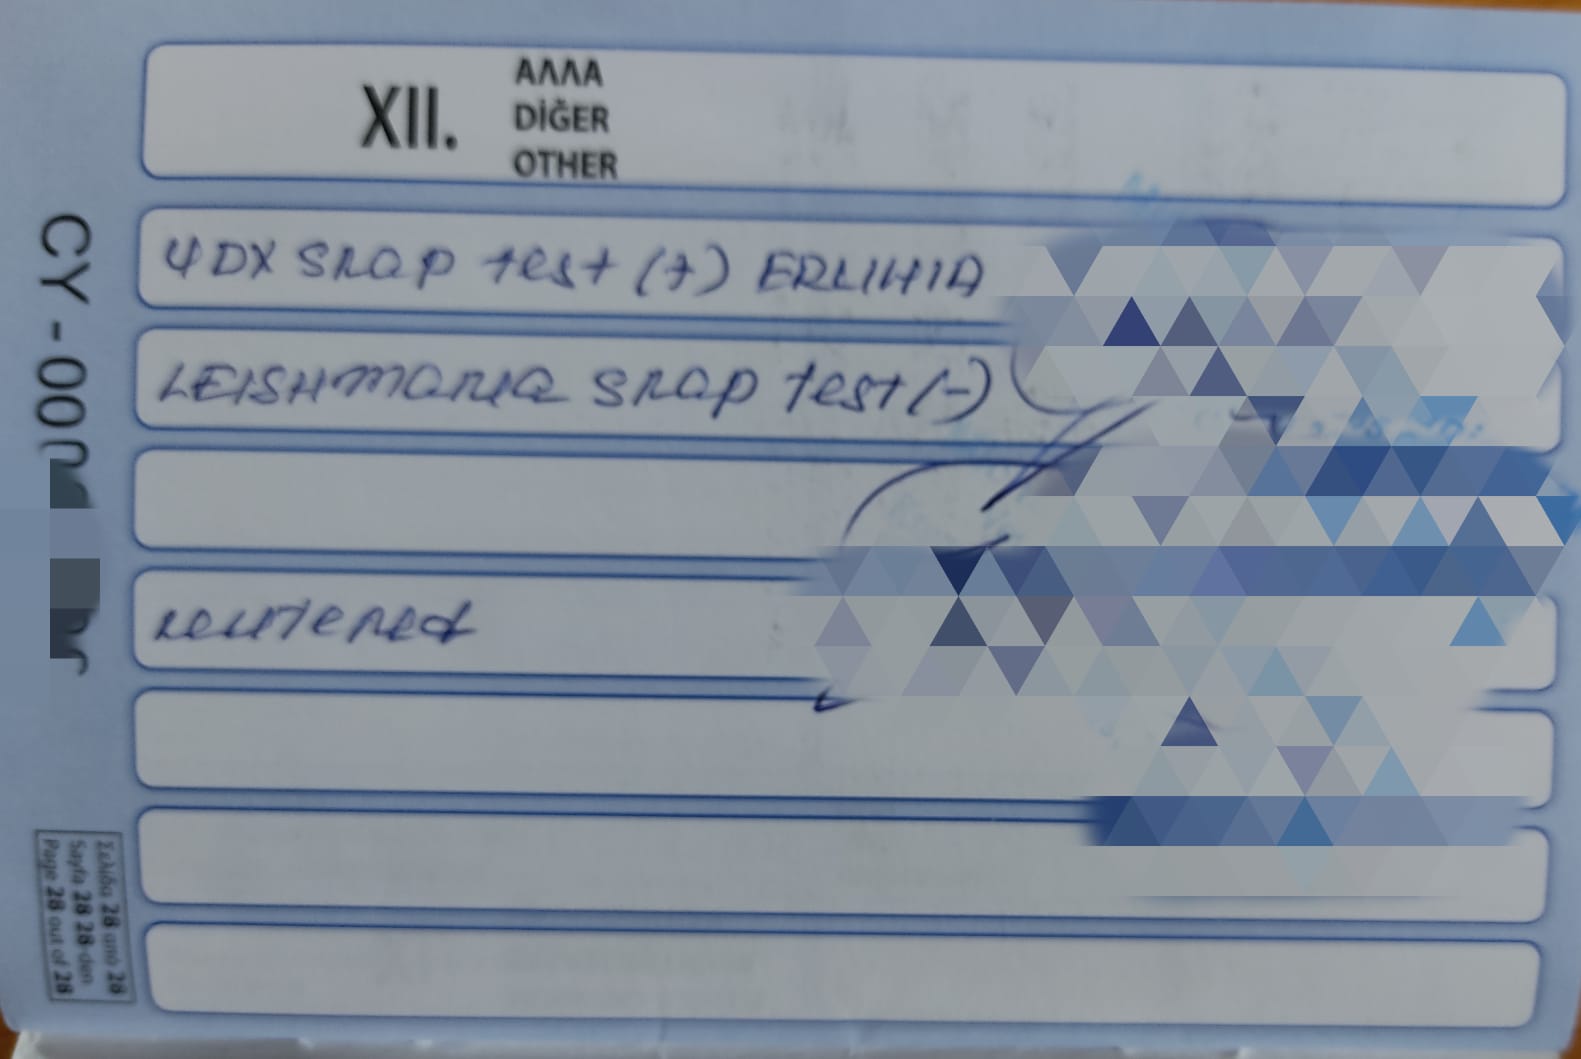 XII.
ΑΛΛΑ
DİĞER
OTHER
4DX SNAP test (+) ERLIHIA
LEISHMANIA SNAP test (-)
neutered
CY - 00
Σελίδα 28 από 28
Sayfa 28 28-den
Page 28 out of 28